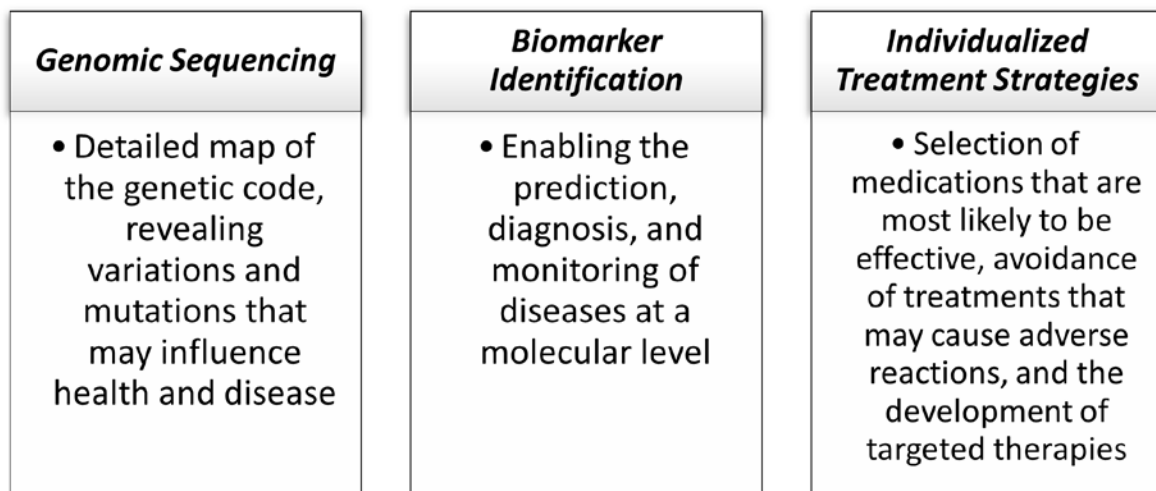 Genomic Sequencing
• Detailed map of
the genetic code,
revealing
variations and
mutations that
may influence
health and disease
Biomarker
Identification
• Enabling the
prediction,
diagnosis, and
monitoring of
diseases at a
molecular level
Individualized
Treatment Strategies
• Selection of
medications that are
most likely to be
effective, avoidance
of treatments that
may cause adverse
reactions, and the
development of
targeted therapies